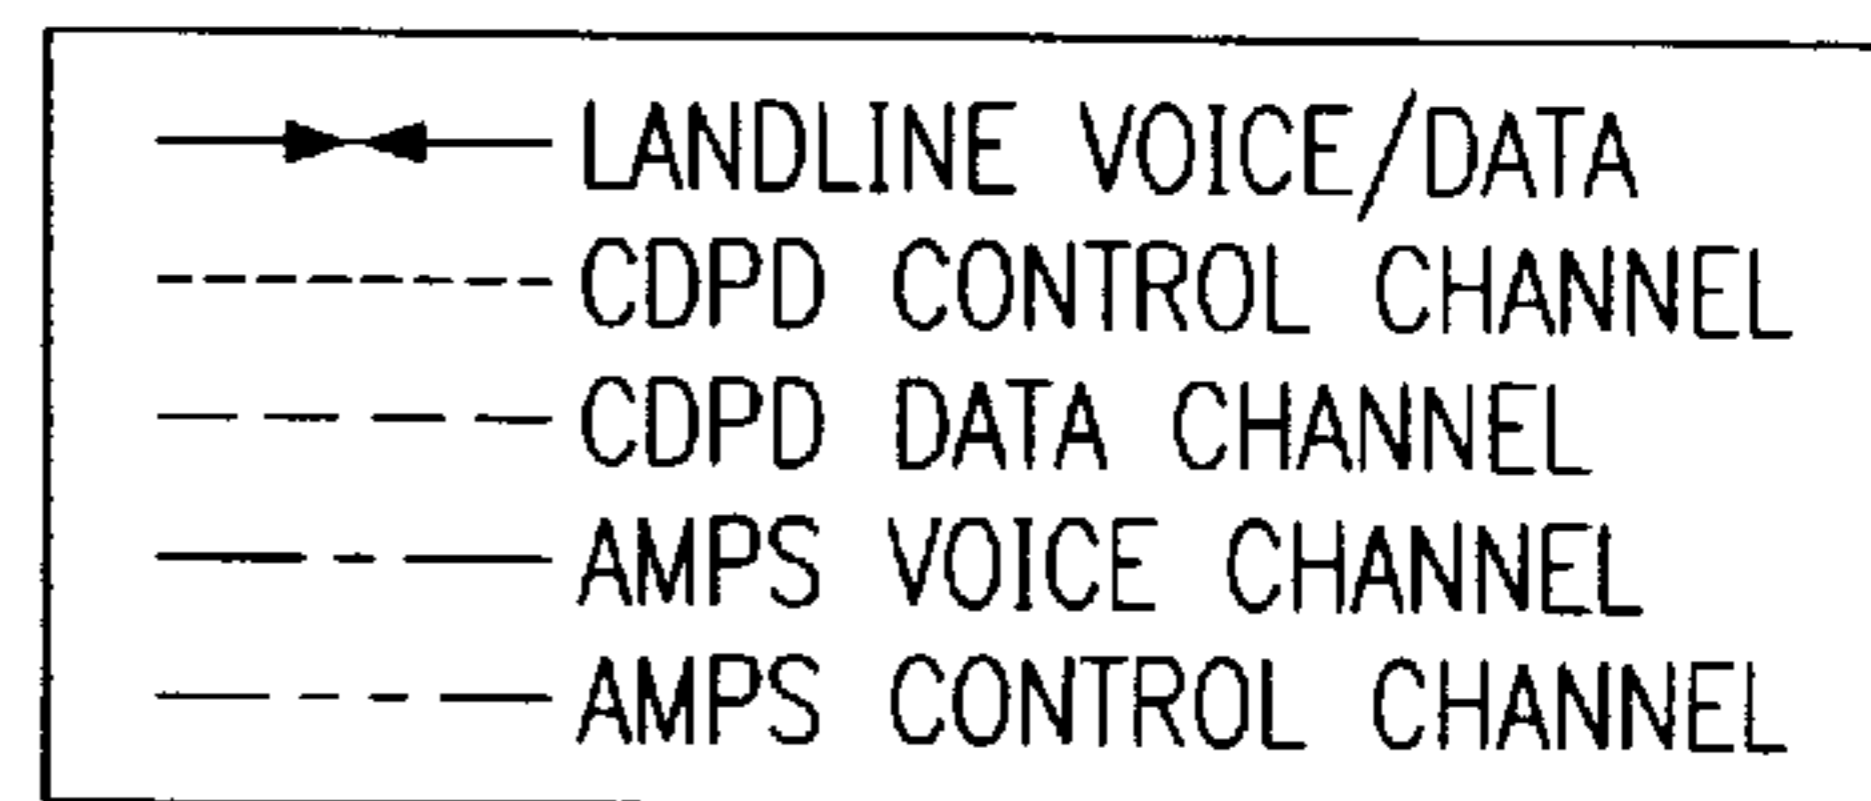 LANDLINE VOICE/DATA
CDPD CONTROL CHANNEL
CDPD DATA CHANNEL
AMPS VOICE CHANNEL
AMPS CONTROL CHANNEL